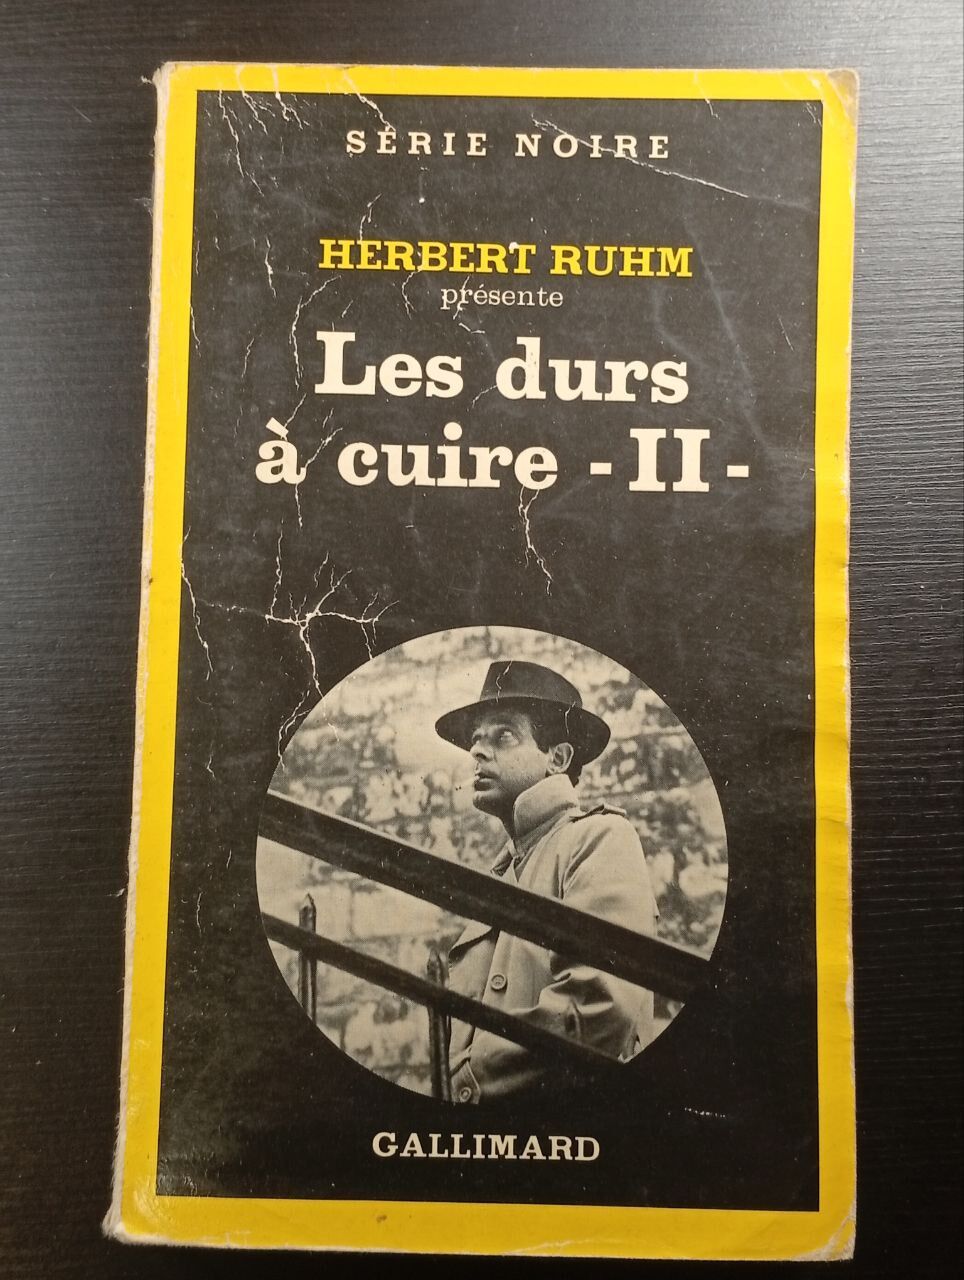 SÉRIE NOIRE
HERBERT RUHM
présente
Les durs
à cuire - II -
GALLIMARD